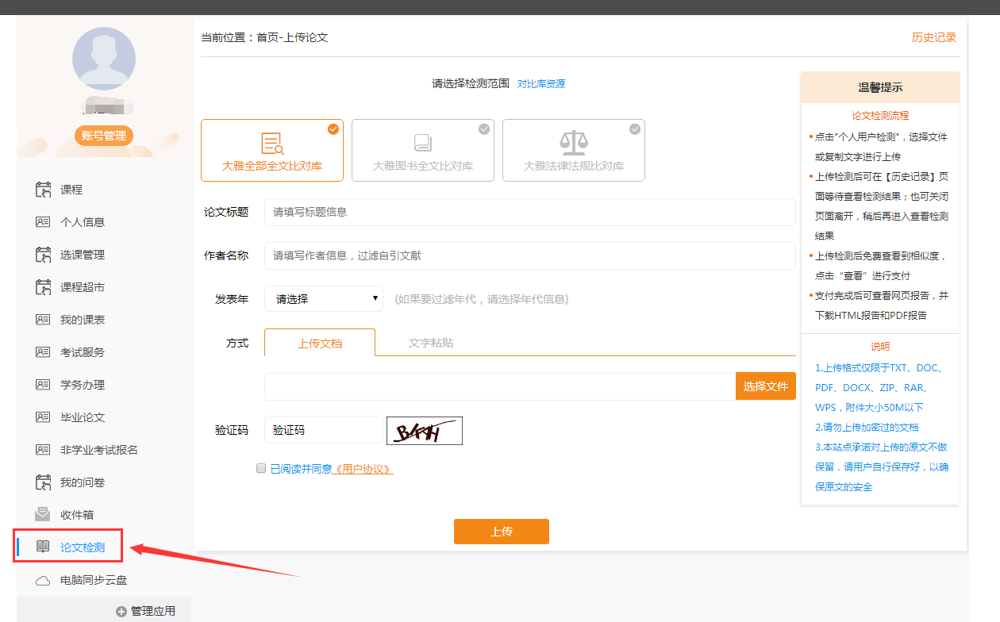 账号管理
课程
个人信息
选课管理
课程超市
我的课表
考试服务
学务办理
毕业论文
非学业考试报名
我的问卷
收件箱
论文检测
电脑同步云盘
管理应用
当前位置：首页-上传论文
历史记录
请选择检测范围 对比库资源
大雅全部全文比对库
大雅图书全文比对库
大雅法律法规比对库
论文标题 请填写标题信息
作者名称 请填写作者信息，过滤自引文献
发表年 请选择 (如果要过滤年代，请选择年代信息)
方式 上传文档 文字粘贴
选择文件
验证码 验证码
已阅读并同意《用户协议》
上传
温馨提示
论文检测流程
点击"个人用户检测"，选择文件
或复制文字进行上传
上传检测后可在【历史记录】页
面等待查看检测结果；也可关闭
页面离开，稍后再进入查看检测
结果
上传检测后免费查看到相似度，
点击“查看”进行支付
支付完成后可查看网页报告，并
下载HTML报告和PDF报告
说明
1.上传格式仅限于TXT、DOC、
PDF、DOCX、ZIP、RAR、
WPS，附件大小50M以下
2.请勿上传加密过的文档
3.本站点承诺对上传的原文不做
保留，请用户自行保存好，以确
保原文的安全